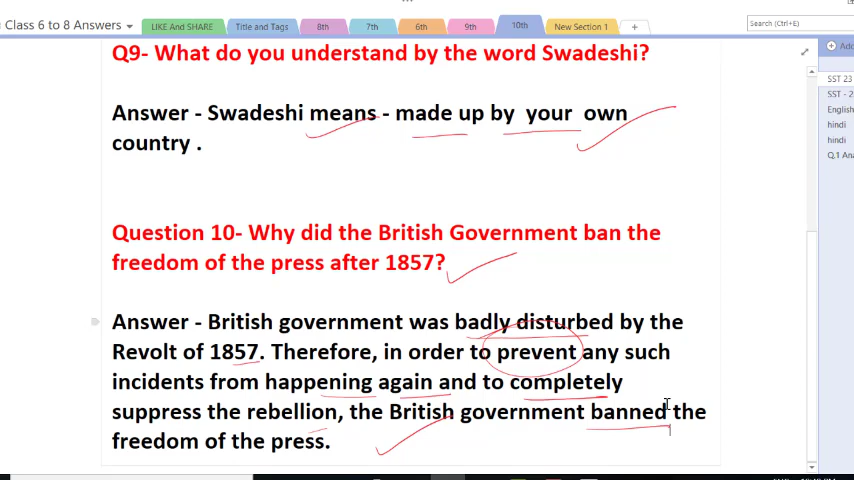 Class 6 to 8 Answers
LIKE And SHARE
Title and Tags
8th
7th
6th
9th
10th
New Section 1
+
Search (Ctrl+E)
Q9- What do you understand by the word Swadeshi?
Add
SST 23
SST - 2
English
hindi
hindi
Q.1 Ana
Answer - Swadeshi means - made up by your own
country .
Question 10- Why did the British Government ban the
freedom of the press after 1857?
Answer - British government was badly disturbed by the
Revolt of 1857. Therefore, in order to prevent any such
incidents from happening again and to completely
suppress the rebellion, the British government banned the
freedom of the press.